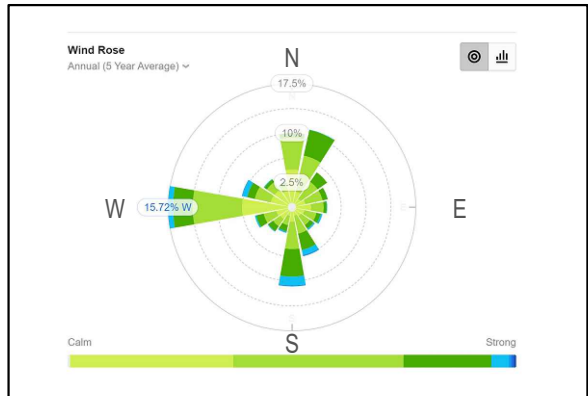 Wind Rose
Annual (5 Year Average)
N
17.5%
10%
2.5%
W
15.72% W
E
S
Calm
Strong